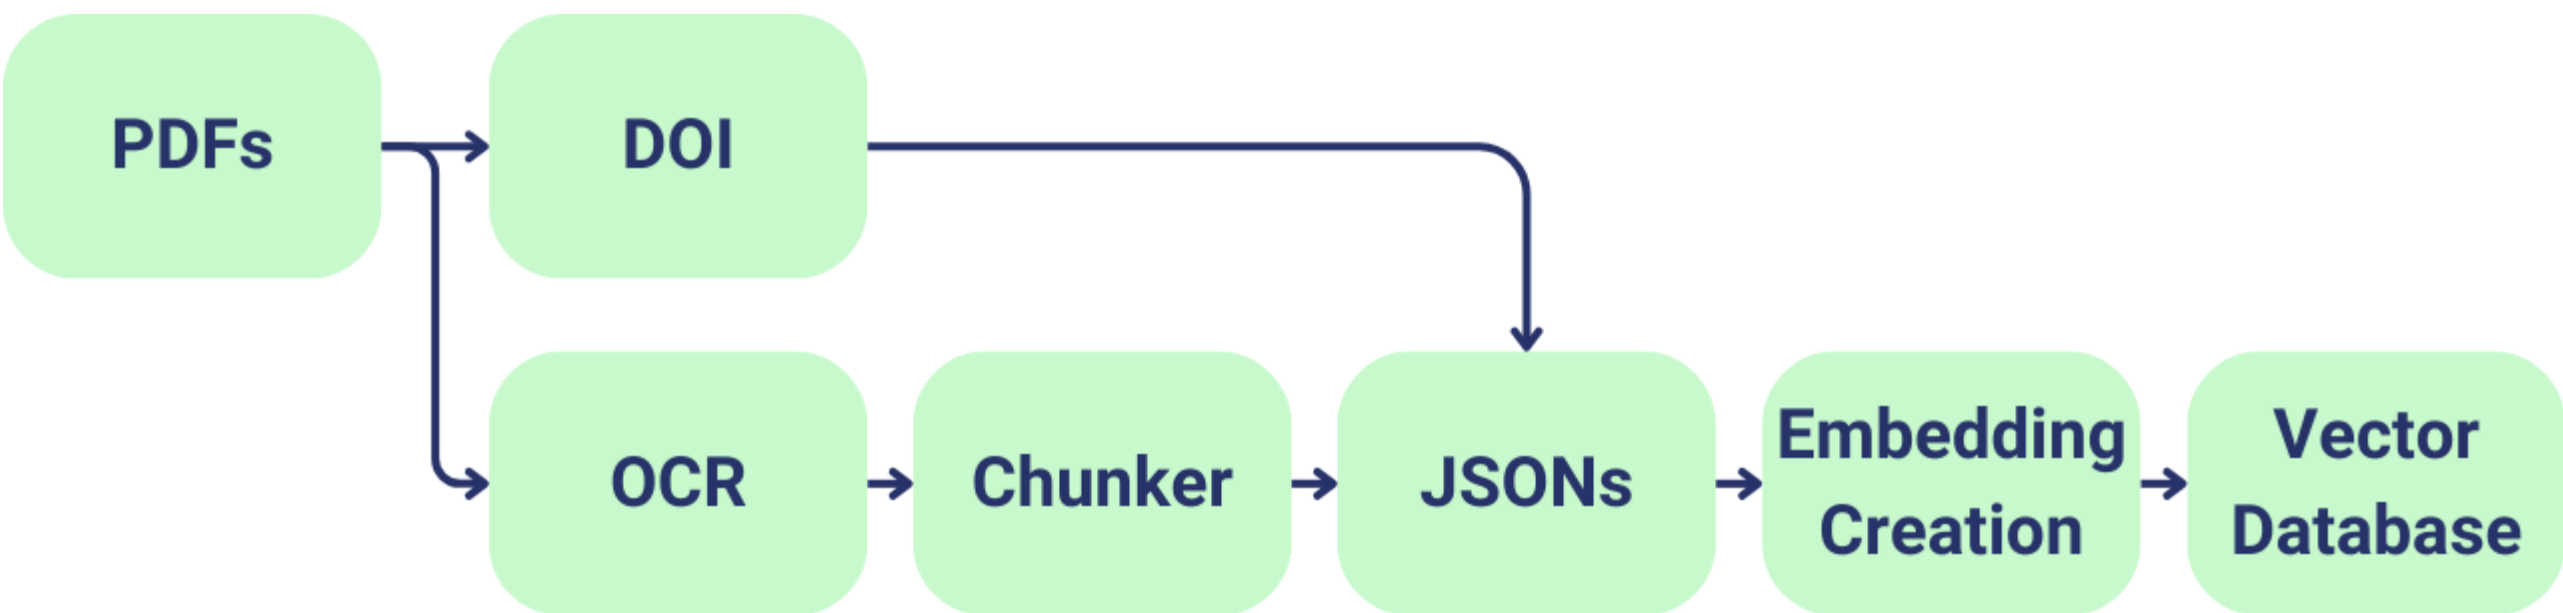 PDFs
DOI
OCR
Chunker
JSONs
Embedding
Creation
Vector
Database